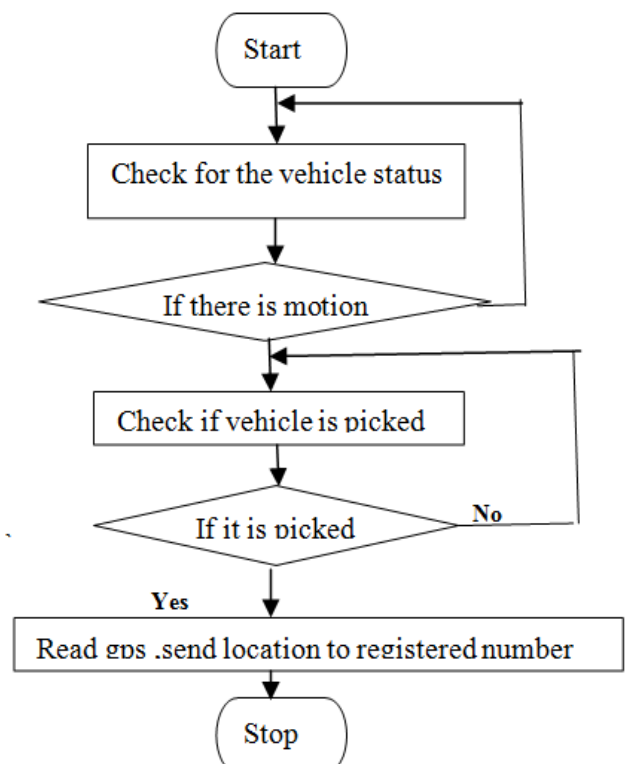 Start
Check for the vehicle status
If there is motion
Check if vehicle is picked
If it is picked
No
Yes
Read gps ,send location to registered number
Stop